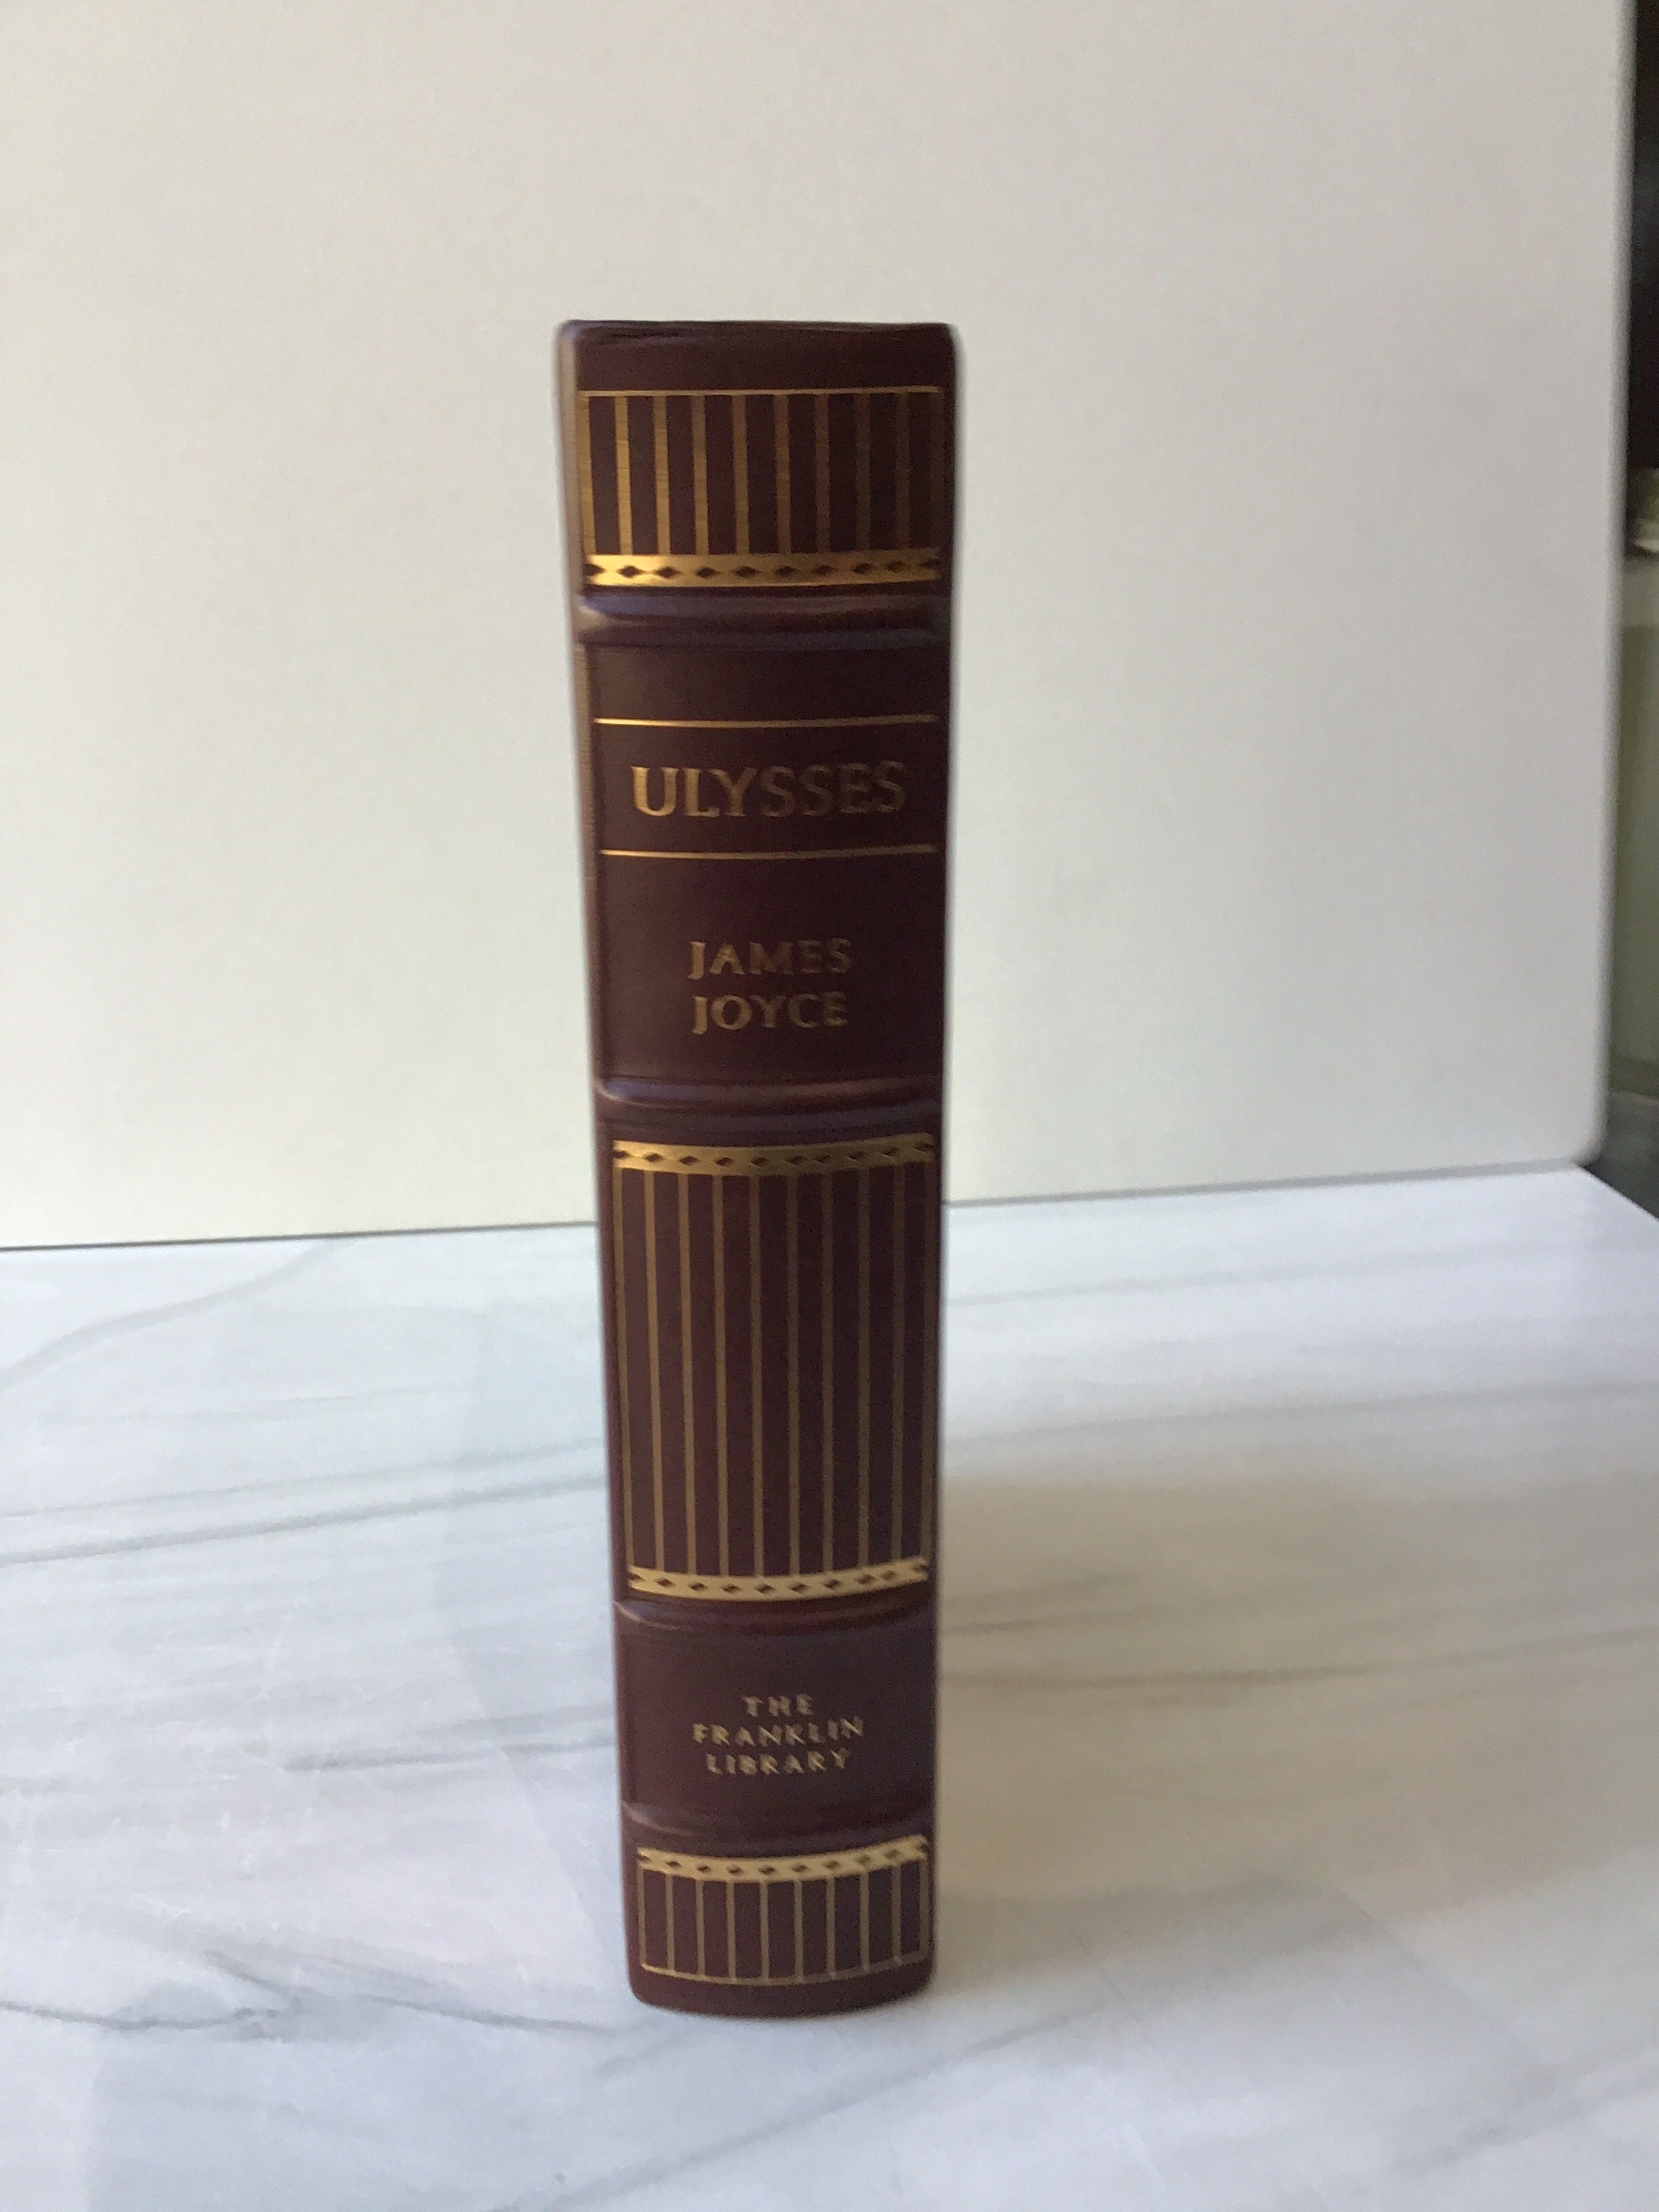 ULYSSES
JAMES
JOYCE
THE
FRANKLIN
LIBRARY